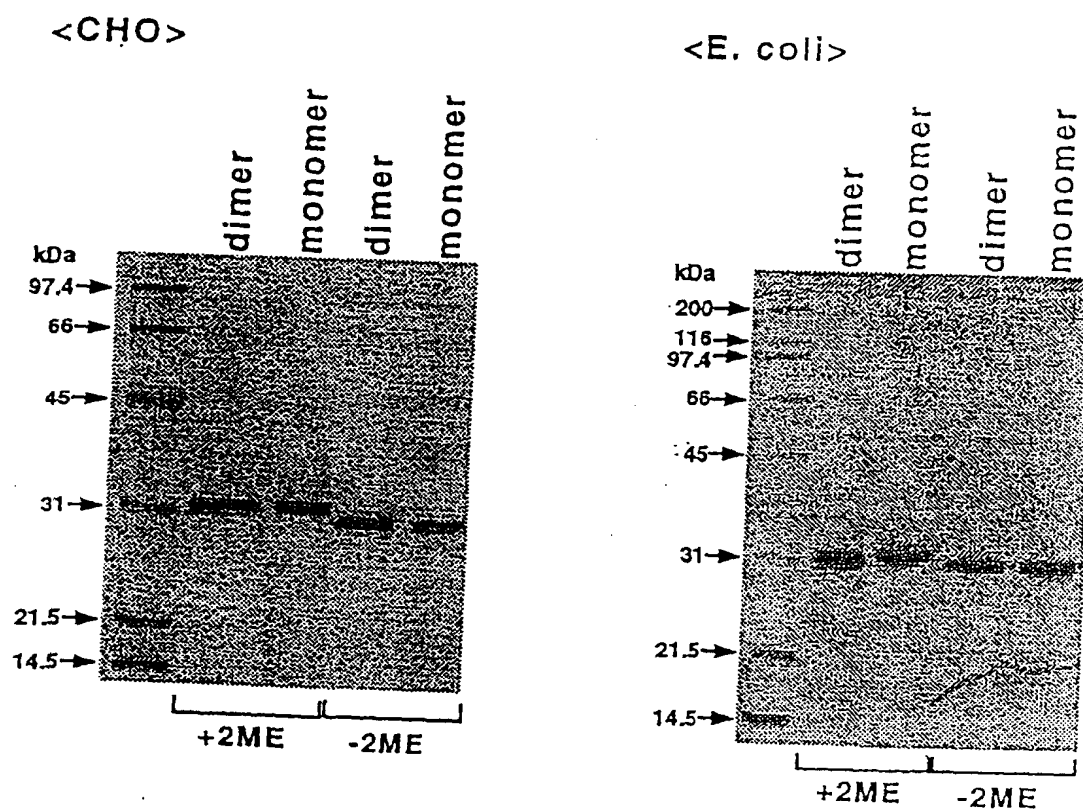 <CHO>
dimer
monomer
dimer
monomer
kDa
97.4
66
45
31
21.5
14.5
+2ME
-2ME
<E. coli>
dimer
monomer
dimer
monomer
kDa
200
116
97.4
66
45
31
21.5
14.5
+2ME
-2ME